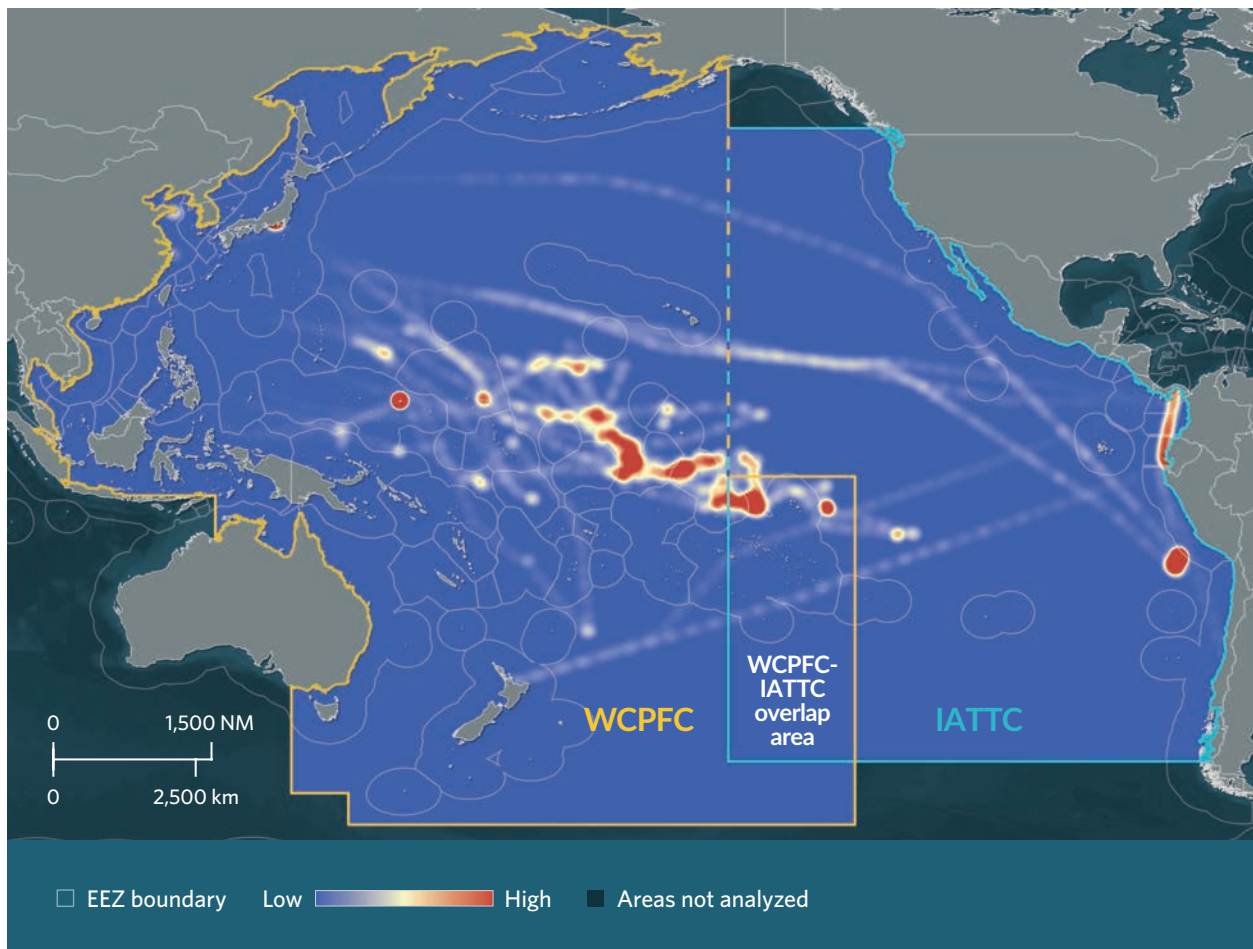 WCPFC-
IATTC
overlap
area
WCPFC
IATTC
0 1,500 NM
0 2,500 km
EEZ boundary Low High Areas not analyzed